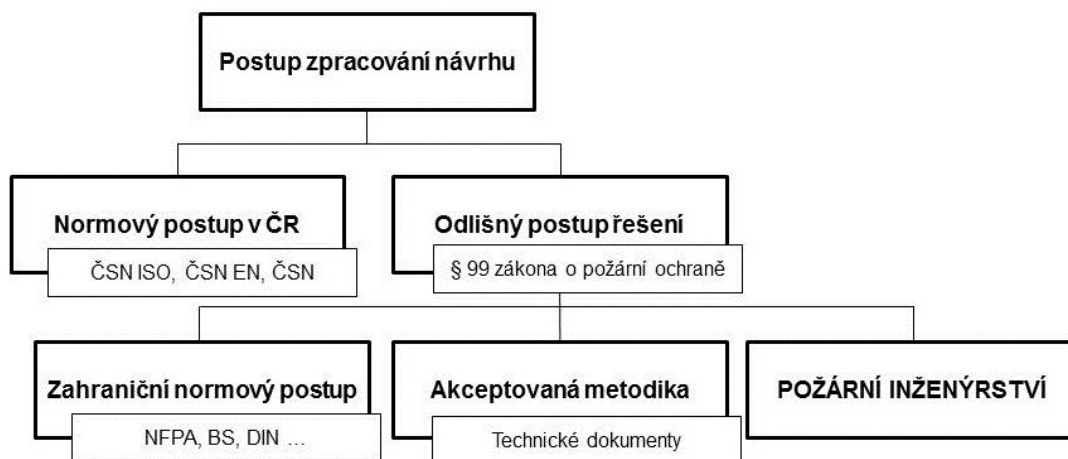 Postup zpracování návrhu
Normový postup v ČR
Odlišný postup řešení
ČSN ISO, ČSN EN, ČSN
§ 99 zákona o požární ochraně
Zahraniční normový postup
Akceptovaná metodika
POŽÁRNÍ INŽENÝRSTVÍ
NFPA, BS, DIN ...
Technické dokumenty